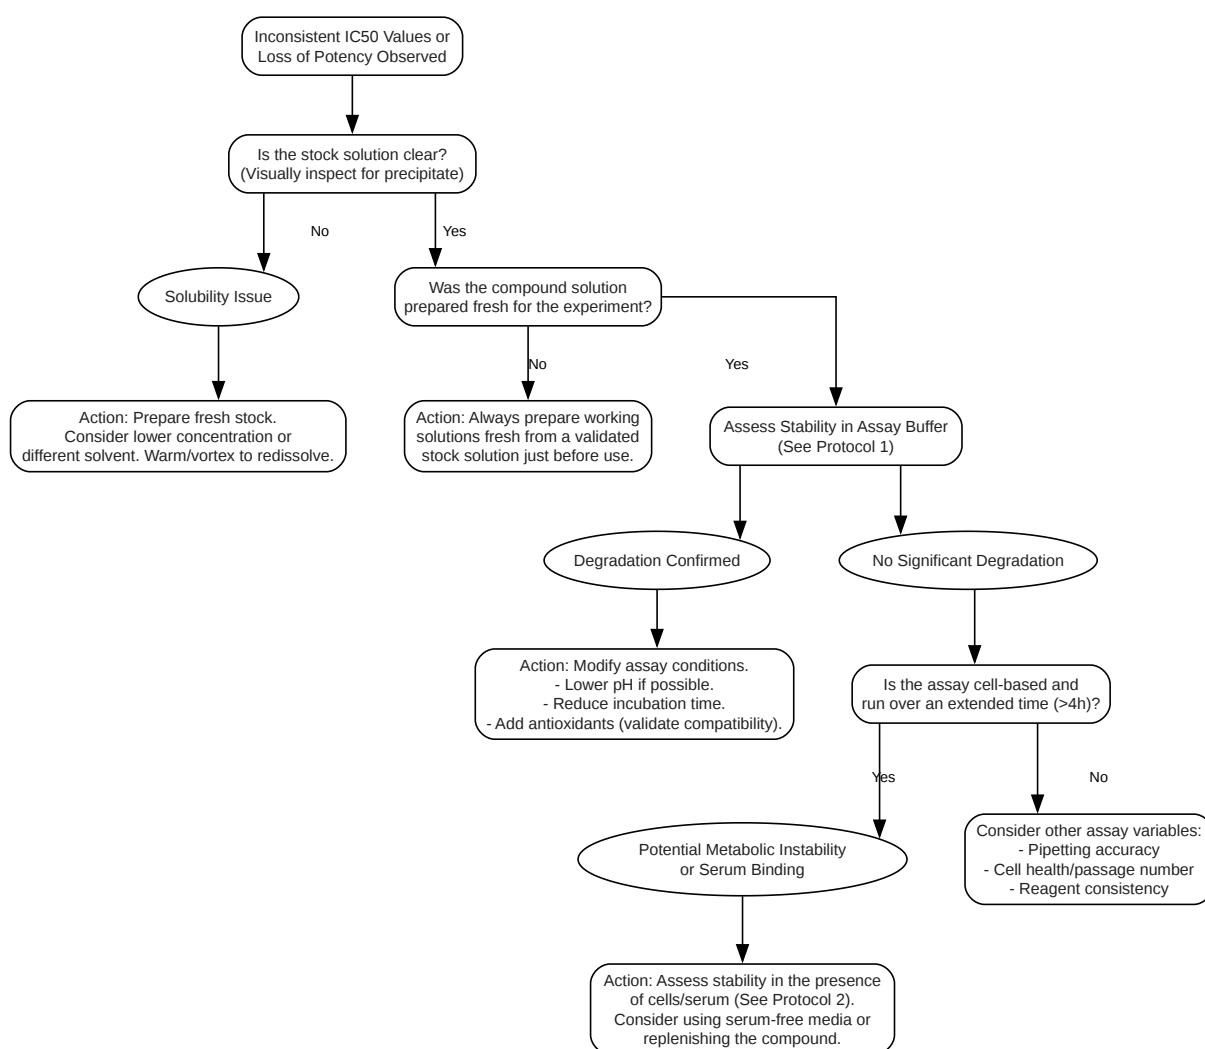 Inconsistent IC50 Values or
Loss of Potency Observed
Is the stock solution clear?
(Visually inspect for precipitate)
No
Yes
Solubility Issue
Was the compound solution
prepared fresh for the experiment?
No
Yes
Action: Prepare fresh stock.
Consider lower concentration or
different solvent. Warm/vortex to redissolve.
Action: Always prepare working
solutions fresh from a validated
stock solution just before use.
Assess Stability in Assay Buffer
(See Protocol 1)
Degradation Confirmed
No Significant Degradation
Action: Modify assay conditions.
- Lower pH if possible.
- Reduce incubation time.
- Add antioxidants (validate compatibility).
Is the assay cell-based and
run over an extended time (>4h)?
Yes
No
Potential Metabolic Instability
or Serum Binding
Consider other assay variables:
- Pipetting accuracy
- Cell health/passage number
- Reagent consistency
Action: Assess stability in the presence
of cells/serum (See Protocol 2).
Consider using serum-free media or
replenishing the compound.